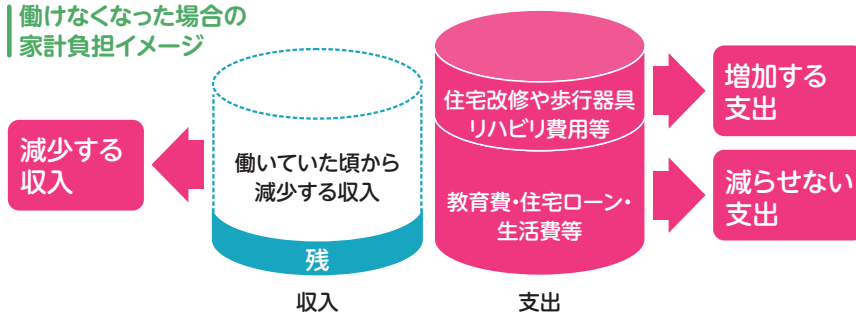 働けなくなった場合の
家計負担イメージ
減少する
収入
働いていた頃から
減少する収入
残
収入
住宅改修や歩行器具
リハビリ費用等
教育費・住宅ローン・
生活費等
支出
増加する
支出
減らせない
支出